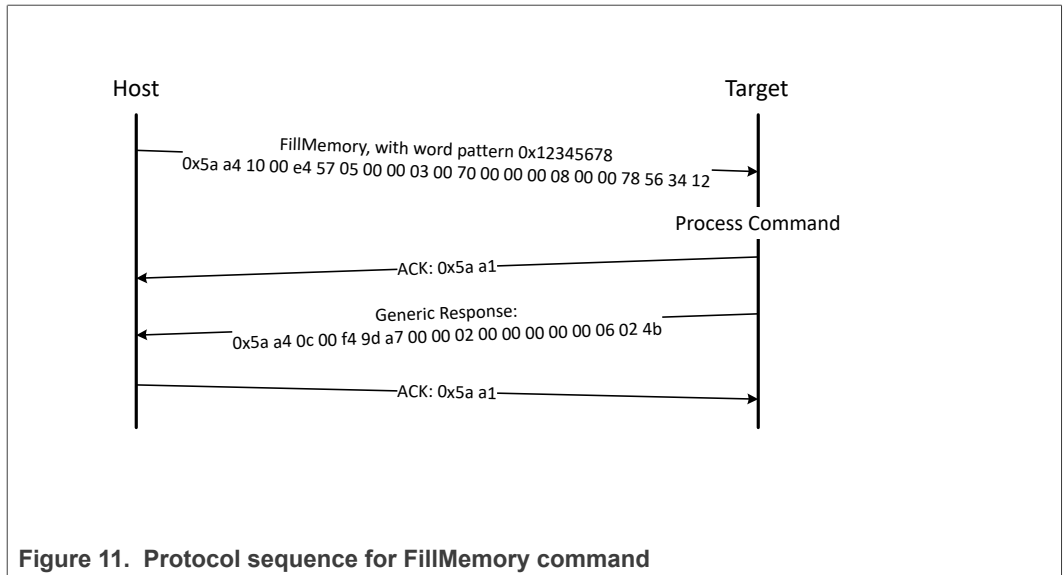 Host
Target
FillMemory, with word pattern 0x12345678
0x5a a4 10 00 e4 57 05 00 00 03 00 70 00 00 00 08 00 00 78 56 34 12
Process Command
ACK: 0x5a a1
Generic Response:
0x5a a4 0c 00 f4 9d a7 00 00 02 00 00 00 00 00 06 02 4b
ACK: 0x5a a1
Figure 11. Protocol sequence for FillMemory command